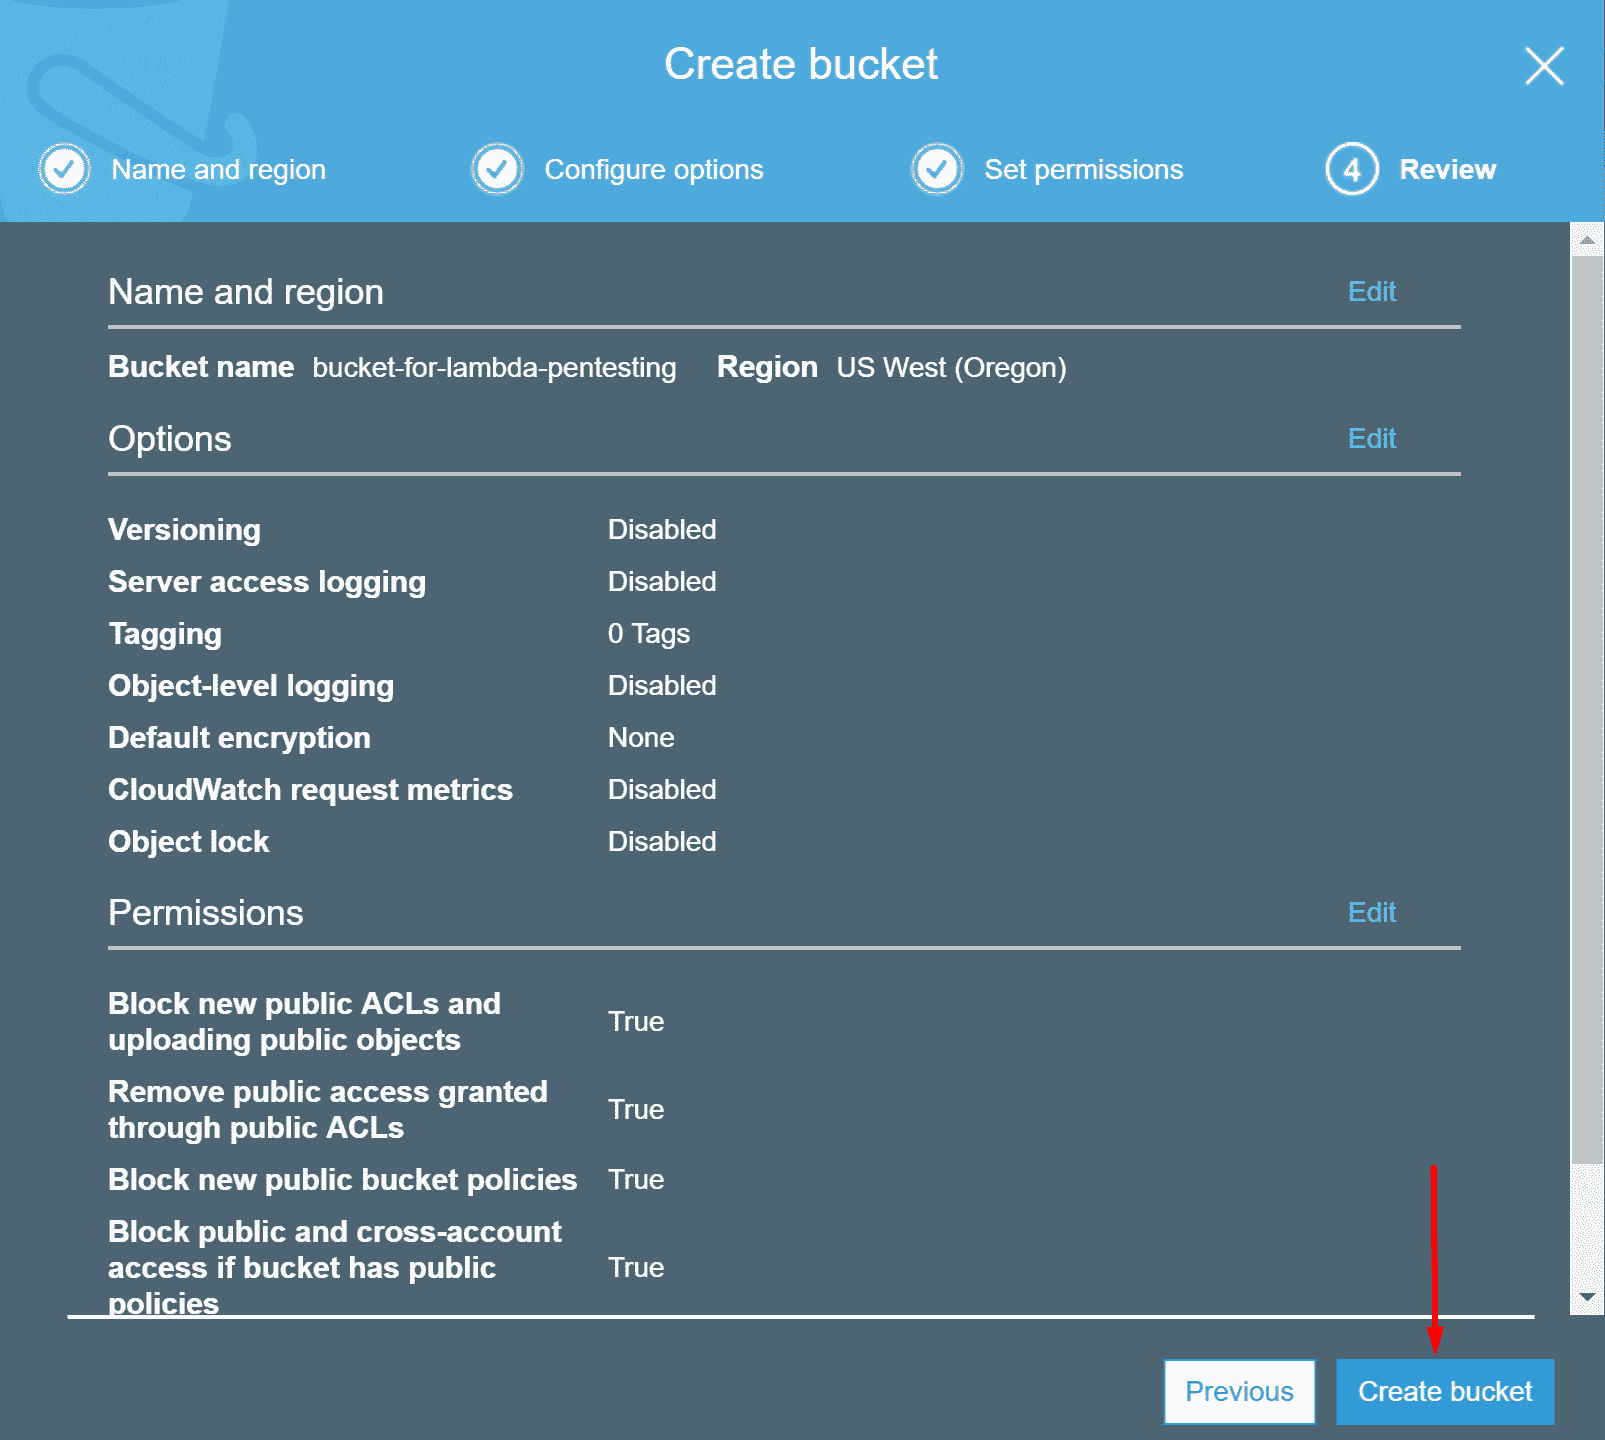 Create bucket
Name and region
Configure options
Set permissions
4 Review
Name and region Edit
Bucket name bucket-for-lambda-pentesting Region US West (Oregon)
Options Edit
Versioning Disabled
Server access logging Disabled
Tagging 0 Tags
Object-level logging Disabled
Default encryption None
CloudWatch request metrics Disabled
Object lock Disabled
Permissions Edit
Block new public ACLs and
uploading public objects True
Remove public access granted
through public ACLs True
Block new public bucket policies True
Block public and cross-account
access if bucket has public True
policies
Previous
Create bucket